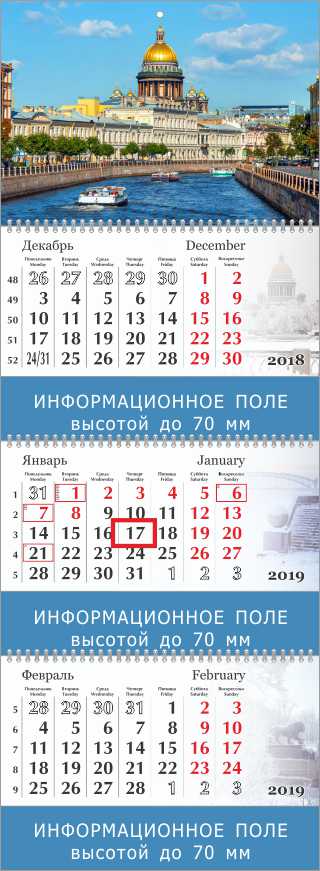 Декабрь December
Понедельник Monday Вторник Tuesday Среда Wednesday Четверг Thursday Пятница Friday Суббота Saturday Воскресенье Sunday
48 26 27 28 29 30 1 2
49 3 4 5 6 7 8 9
50 10 11 12 13 14 15 16
51 17 18 19 20 21 22 23
52 24/31 25 26 27 28 29 30 2018
ИНФОРМАЦИОННОЕ ПОЛЕ
высотой до 70 мм
Январь January
Понедельник Monday Вторник Tuesday Среда Wednesday Четверг Thursday Пятница Friday Суббота Saturday Воскресенье Sunday
1 31 1 2 3 4 5 6
2 7 8 9 10 11 12 13
3 14 15 16 17 18 19 20
4 21 22 23 24 25 26 27
5 28 29 30 31 1 2 3 2019
ИНФОРМАЦИОННОЕ ПОЛЕ
высотой до 70 мм
Февраль February
Понедельник Monday Вторник Tuesday Среда Wednesday Четверг Thursday Пятница Friday Суббота Saturday Воскресенье Sunday
5 28 29 30 31 1 2 3
6 4 5 6 7 8 9 10
7 11 12 13 14 15 16 17
8 18 19 20 21 22 23 24
9 25 26 27 28 1 2 3 2019
ИНФОРМАЦИОННОЕ ПОЛЕ
высотой до 70 мм